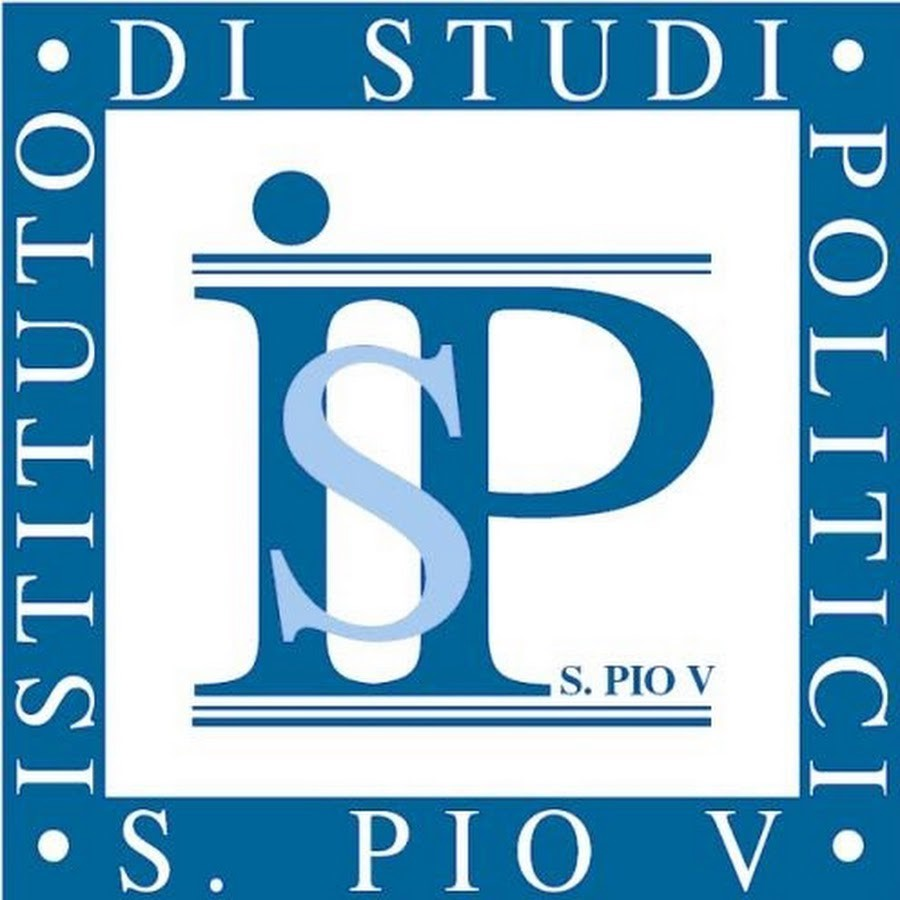 ISTITUTO
DI STUDI
POLITICI
S. PIO V
ISP
S. PIO V